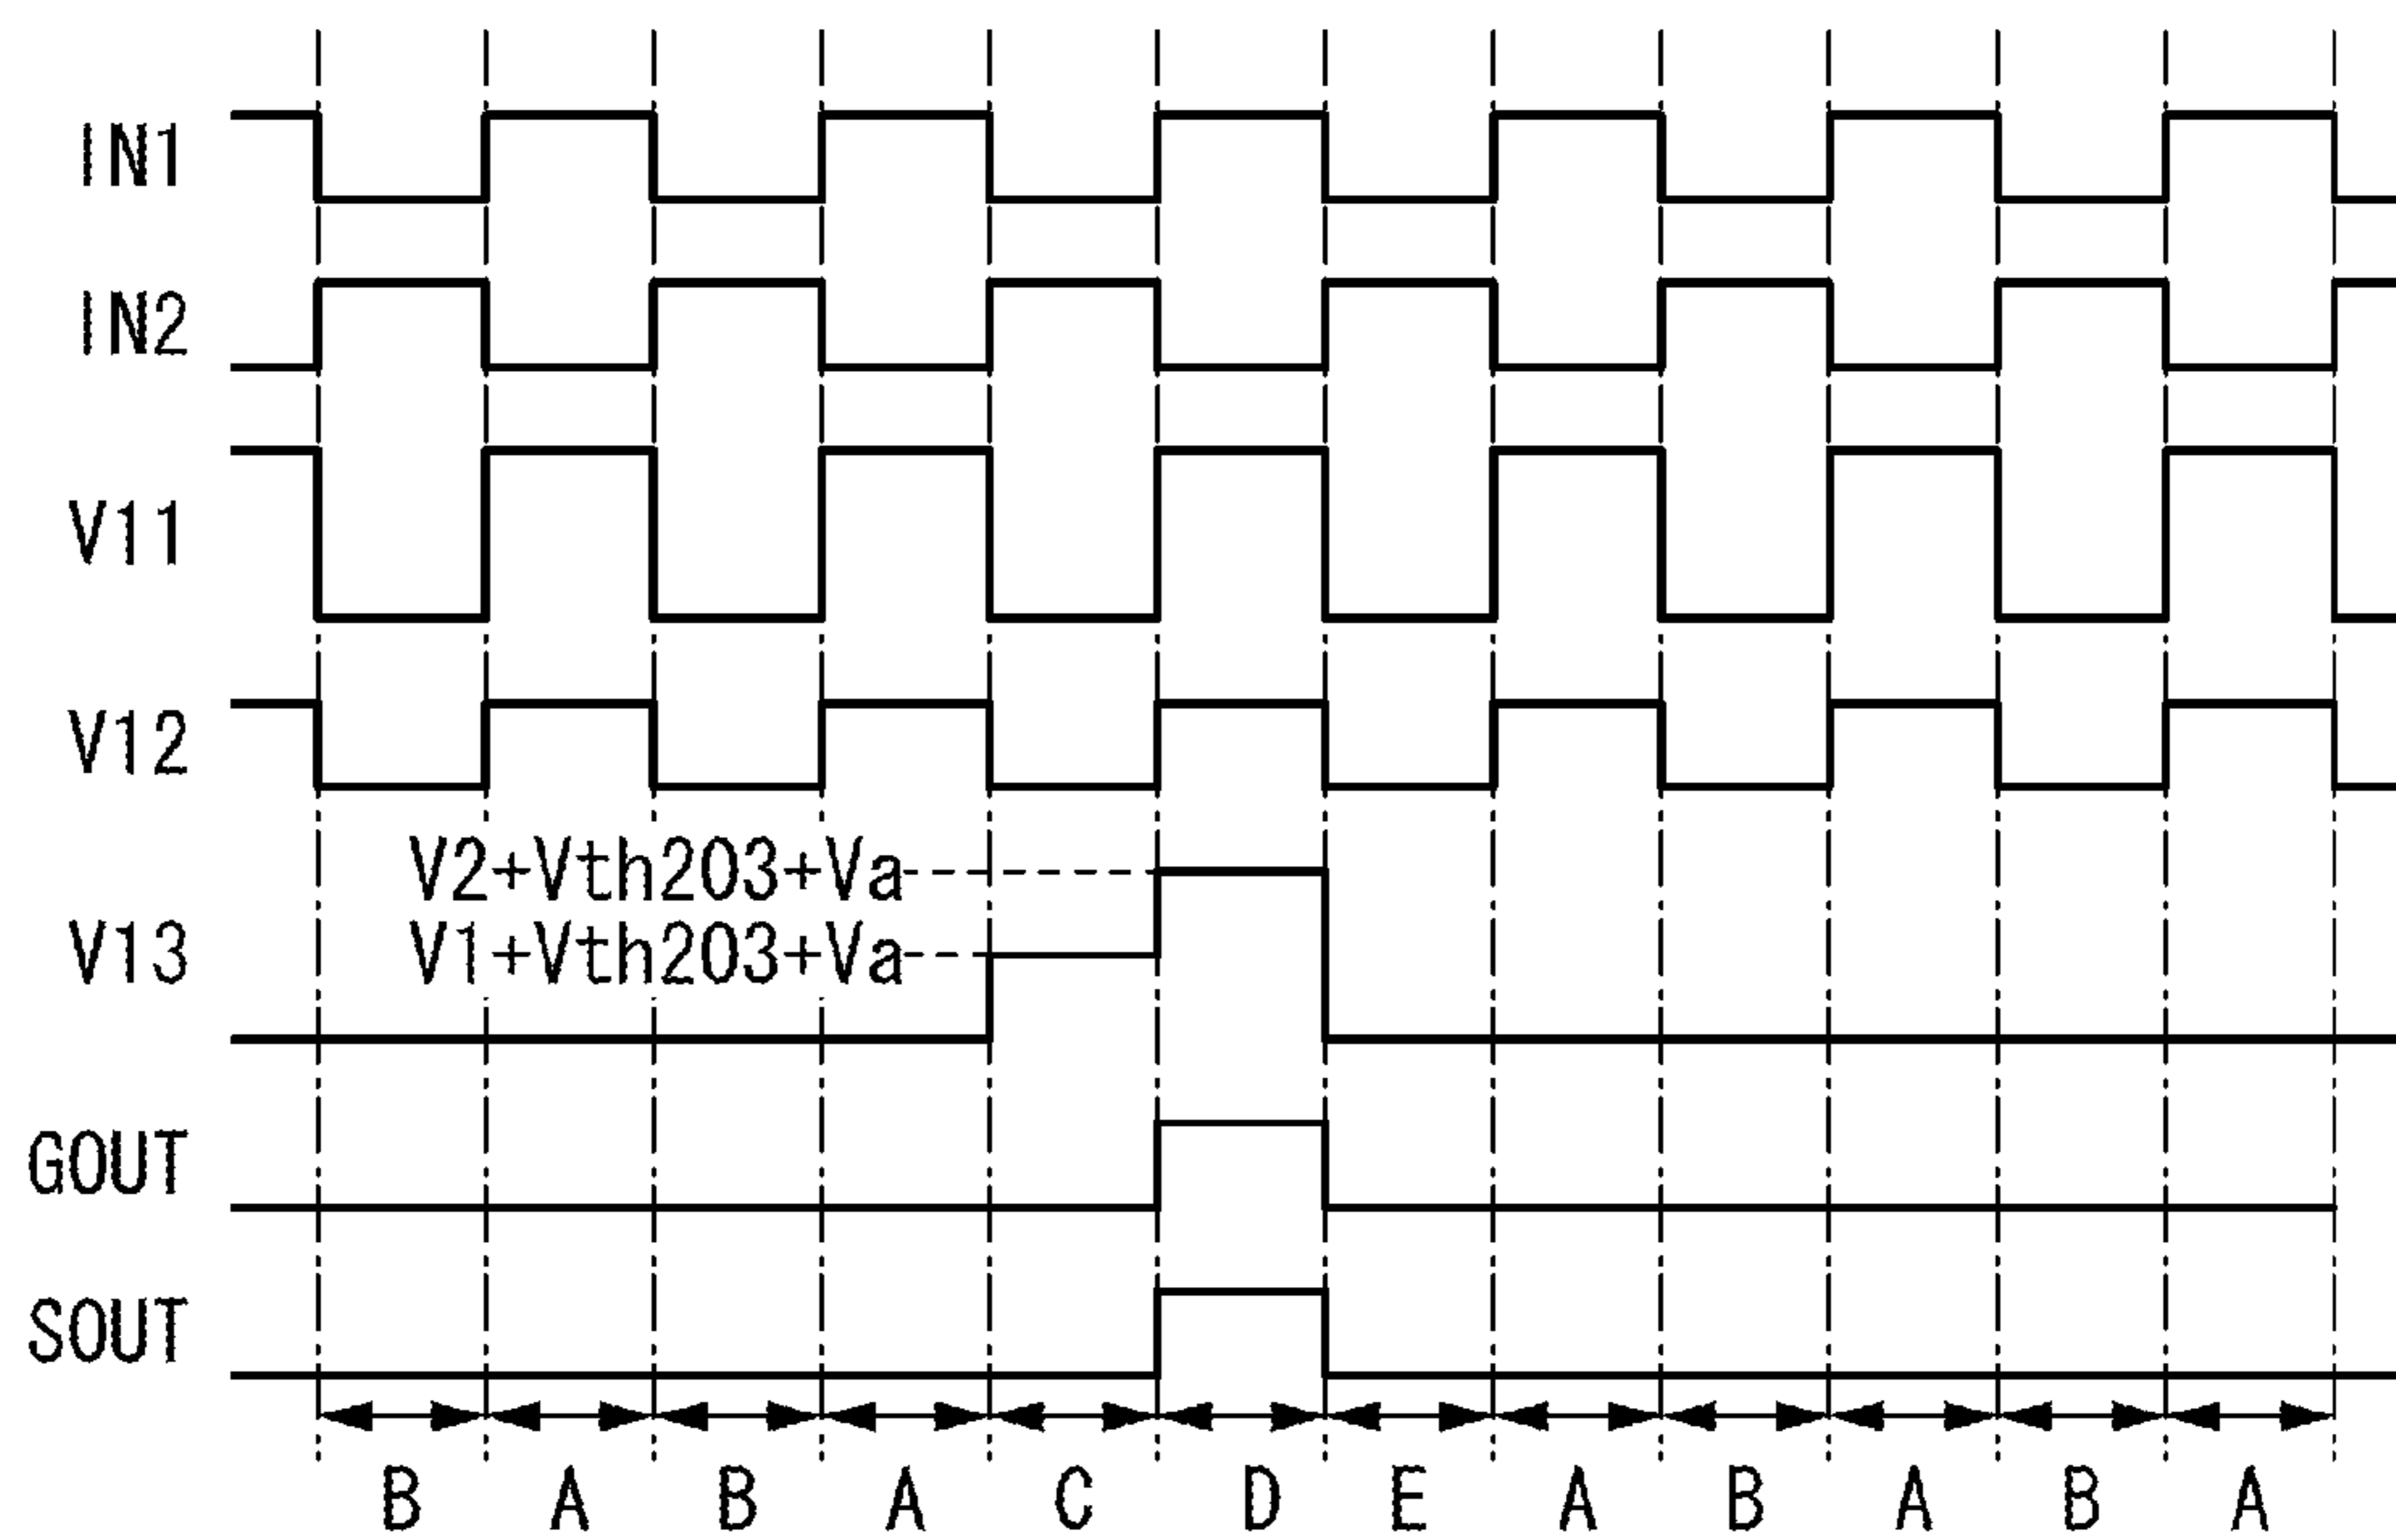 IN1
IN2
V11
V12
V2+Vth203+Va
V13
V1+Vth203+Va
GOUT
SOUT
B A B A C D E A B A B A